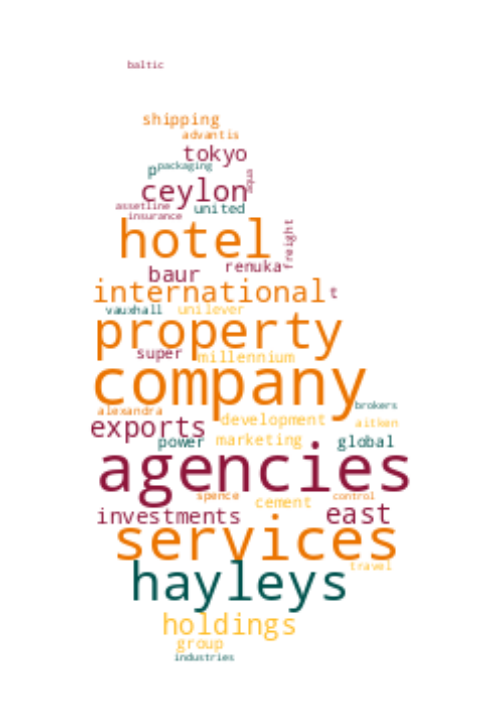 baltic
shipping
advantis
tokyo
packaging
p
aqua
ceylon
assetline
united
insurance
hotel
freight
renuka
baur
international
t
vauxhall unilever
property
super
millennium
company
brokers
alexandra
exports
development
aitken
power
marketing
global
agencies
spence
control
cement
investments
east
services
travel
hayleys
holdings
group
industries